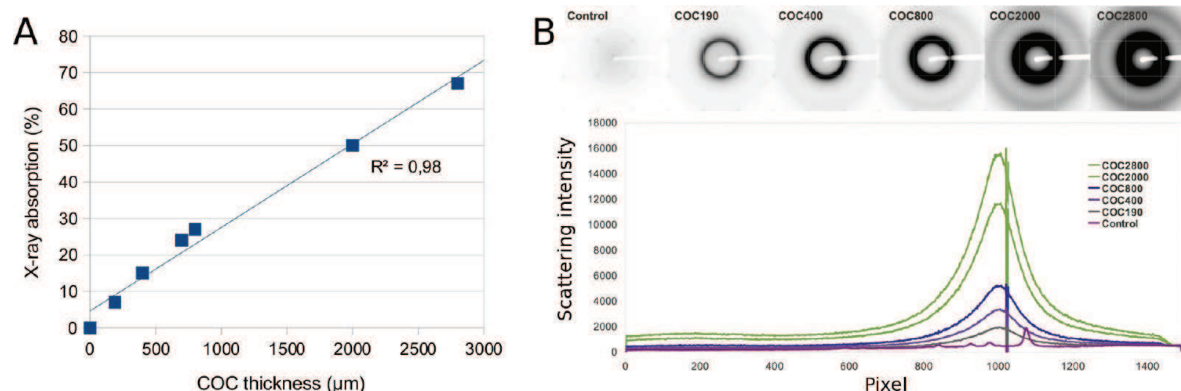 A
80
70
60
50
40
30
20
10
0
X-ray absorption (%)
R² = 0,98
0 500 1000 1500 2000 2500 3000
COC thickness (µm)
B
Control COC190 COC400 COC800 COC2000 COC2800
18000
16000
14000
12000
10000
8000
6000
4000
2000
0
Scattering intensity
COC2800
COC2000
COC800
COC400
COC190
Control
0 200 400 600 800 1000 1200 1400
Pixel